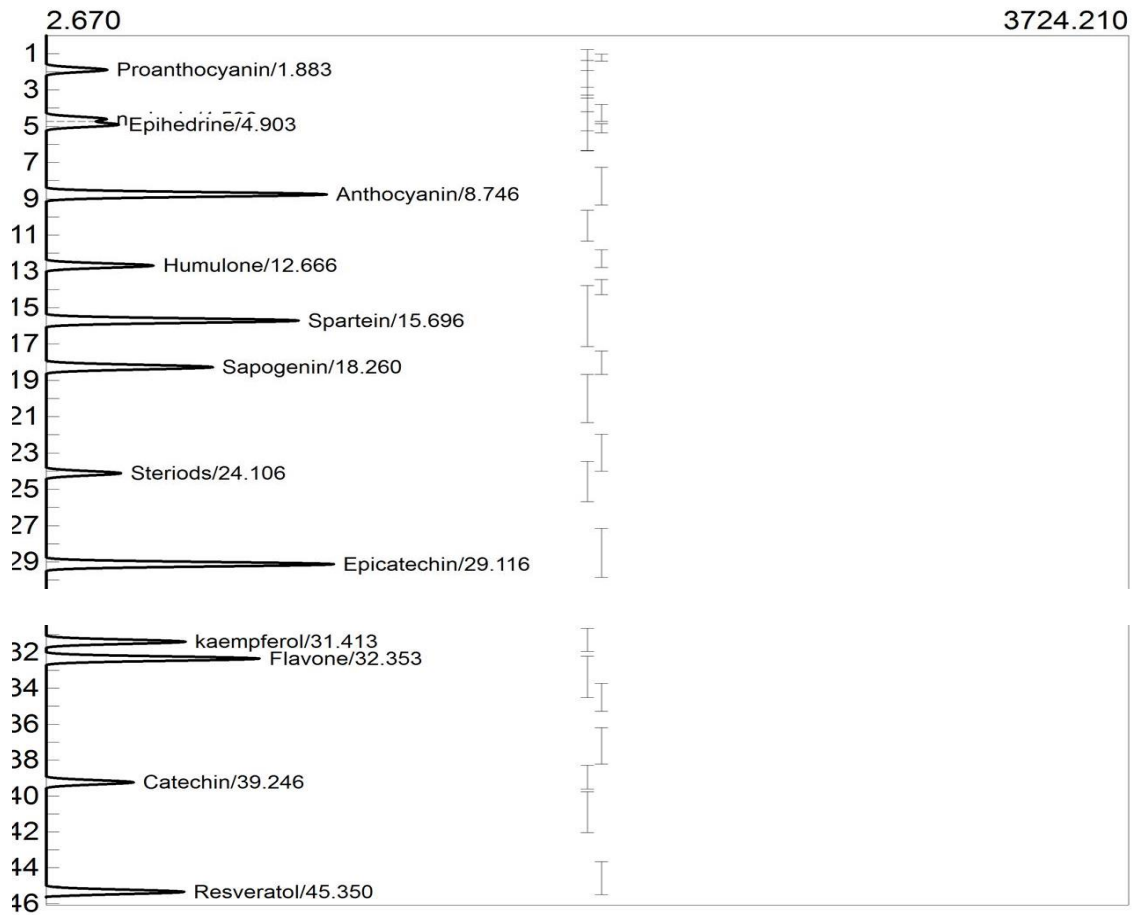 2.670 3724.210
1
Proanthocyanin/1.883
3
5
Epihedrine/4.903
7
9
Anthocyanin/8.746
11
Humulone/12.666
13
15
Spartein/15.696
17
Sapogenin/18.260
19
21
23
Steriods/24.106
25
27
Epicatechin/29.116
29
kaempferol/31.413
32
Flavone/32.353
34
36
38
Catechin/39.246
40
42
44
Resveratol/45.350
46